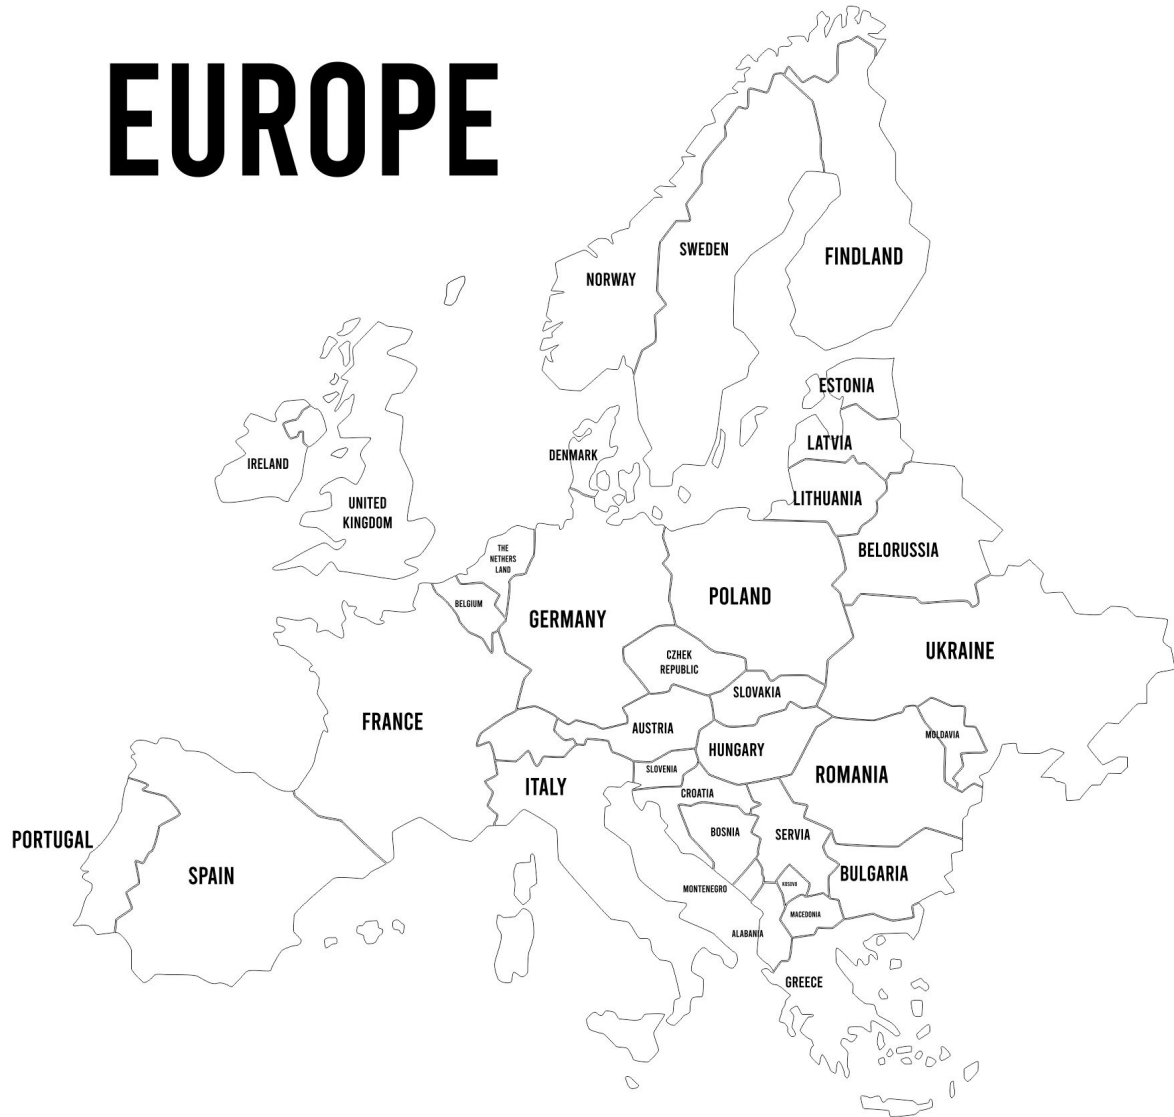 EUROPE
NORWAY
SWEDEN
FINDLAND
ESTONIA
LATVIA
LITHUANIA
DENMARK
IRELAND
UNITED
KINGDOM
THE
NETHERS
LAND
BELGIUM
GERMANY
POLAND
BELORUSSIA
UKRAINE
CZHEK
REPUBLIC
SLOVAKIA
FRANCE
AUSTRIA
HUNGARY
MOLDAVIA
ROMANIA
SLOVENIA
ITALY
CROATIA
PORTUGAL
SPAIN
BOSNIA
SERVIA
BULGARIA
MONTENEGRO
KOSOVO
MACEDONIA
ALABANIA
GREECE